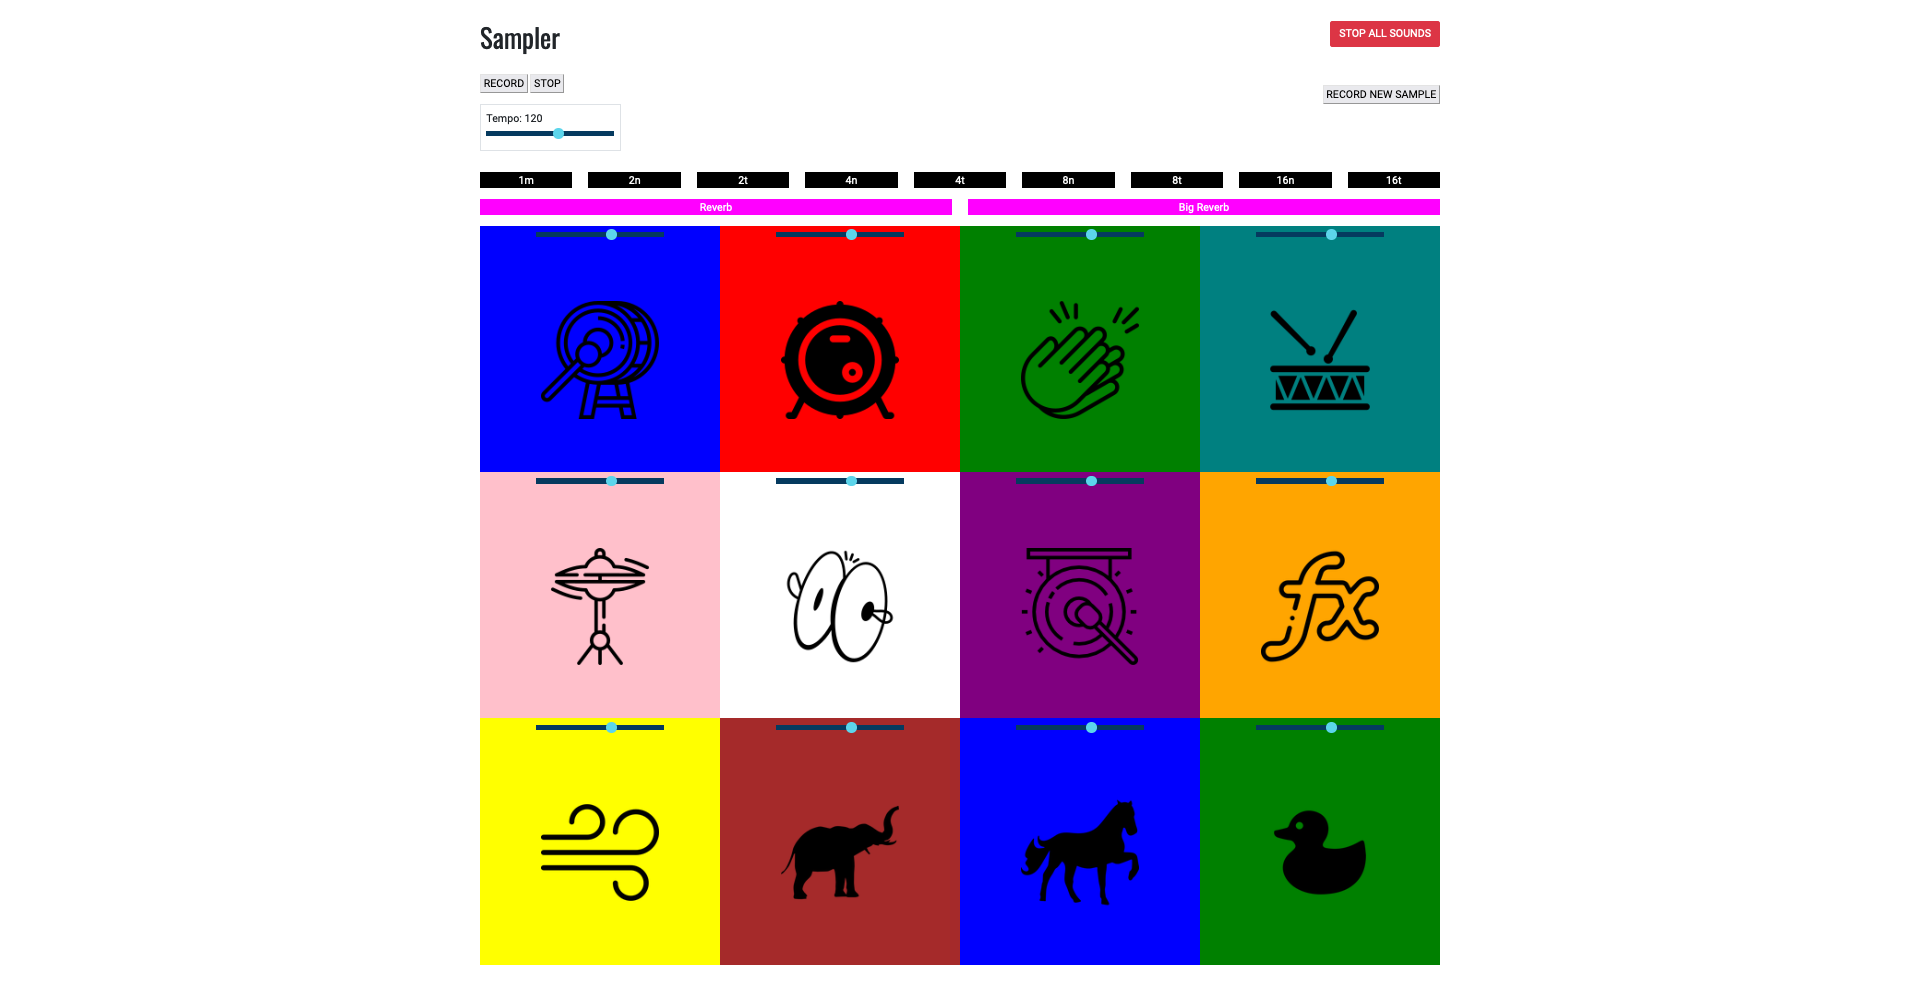 Sampler
STOP ALL SOUNDS
RECORD STOP
RECORD NEW SAMPLE
Tempo: 120
1m 2n 2t 4n 4t 8n 8t 16n 16t
Reverb Big Reverb
fx